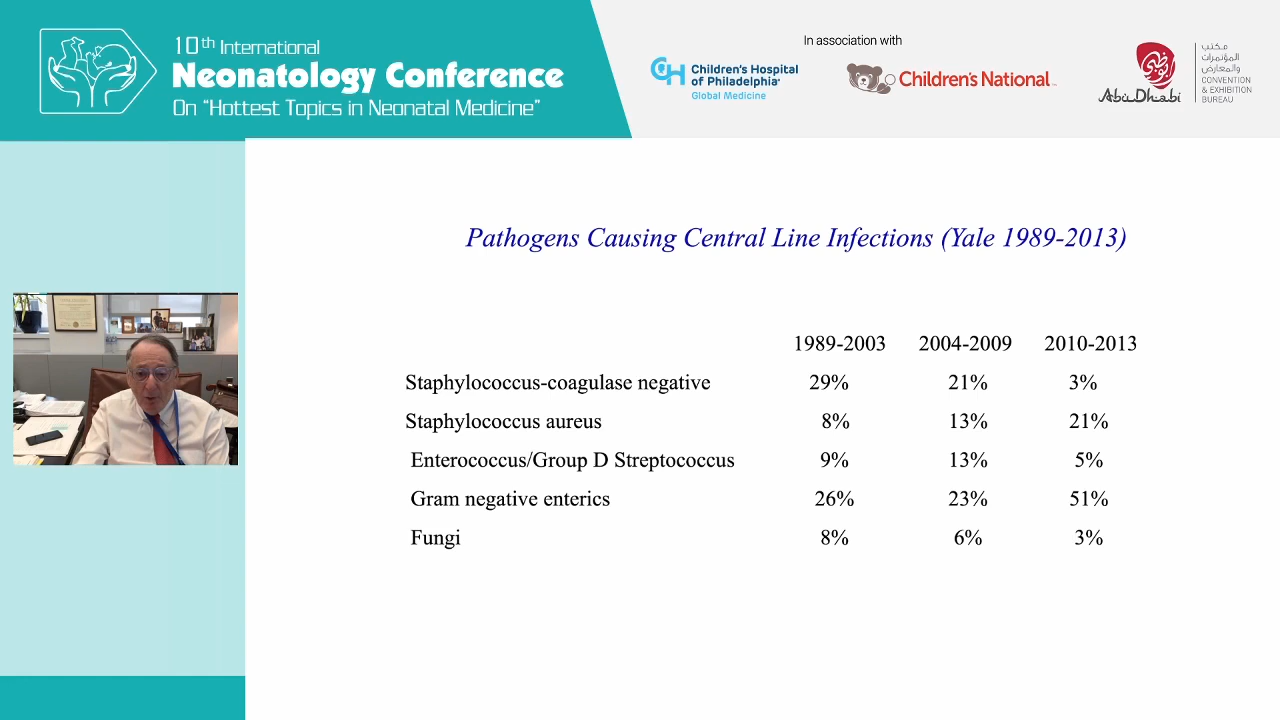 10th International
Neonatology Conference
On "Hottest Topics in Neonatal Medicine"
In association with
CH Children's Hospital
of Philadelphia
Global Medicine
Children's National
أبوظبي
Abu Dhabi
مكتب
المؤتمرات
والمعارض
CONVENTION
& EXHIBITION
BUREAU
Pathogens Causing Central Line Infections (Yale 1989-2013)
1989-2003 2004-2009 2010-2013
Staphylococcus-coagulase negative 29% 21% 3%
Staphylococcus aureus 8% 13% 21%
Enterococcus/Group D Streptococcus 9% 13% 5%
Gram negative enterics 26% 23% 51%
Fungi 8% 6% 3%